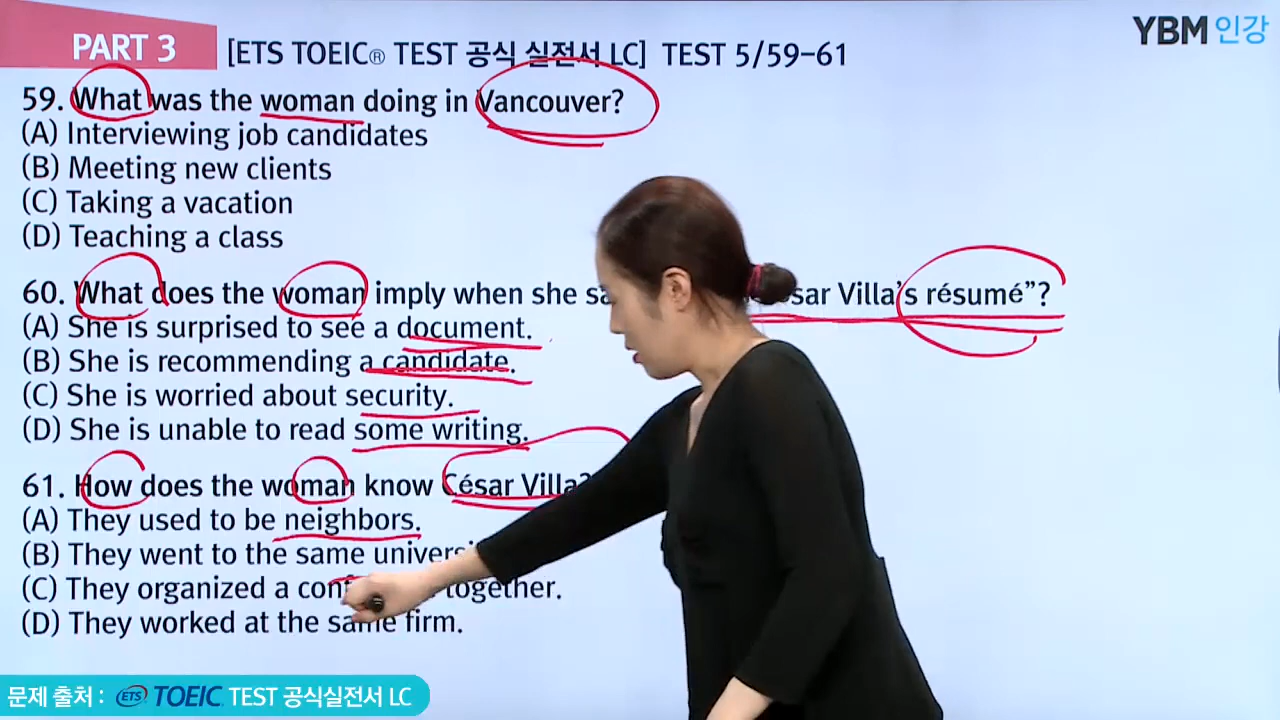 PART 3
[ETS TOEIC® TEST 공식 실전서 LC] TEST 5/59-61
YBM 인강
59. What was the woman doing in Vancouver?
(A) Interviewing job candidates
(B) Meeting new clients
(C) Taking a vacation
(D) Teaching a class
60. What does the woman imply when she Villa's résumé"?
(A) She is surprised to see a document.
(B) She is recommending a candidate.
(C) She is worried about security.
(D) She is unable to read some writing.
61. How does the woman know César Villa?
(A) They used to be neighbors.
(B) They went to the same
(C) They organized a together.
(D) They worked at the same firm.
문제 출처 : ETS TOEIC TEST 공식실전서 LC